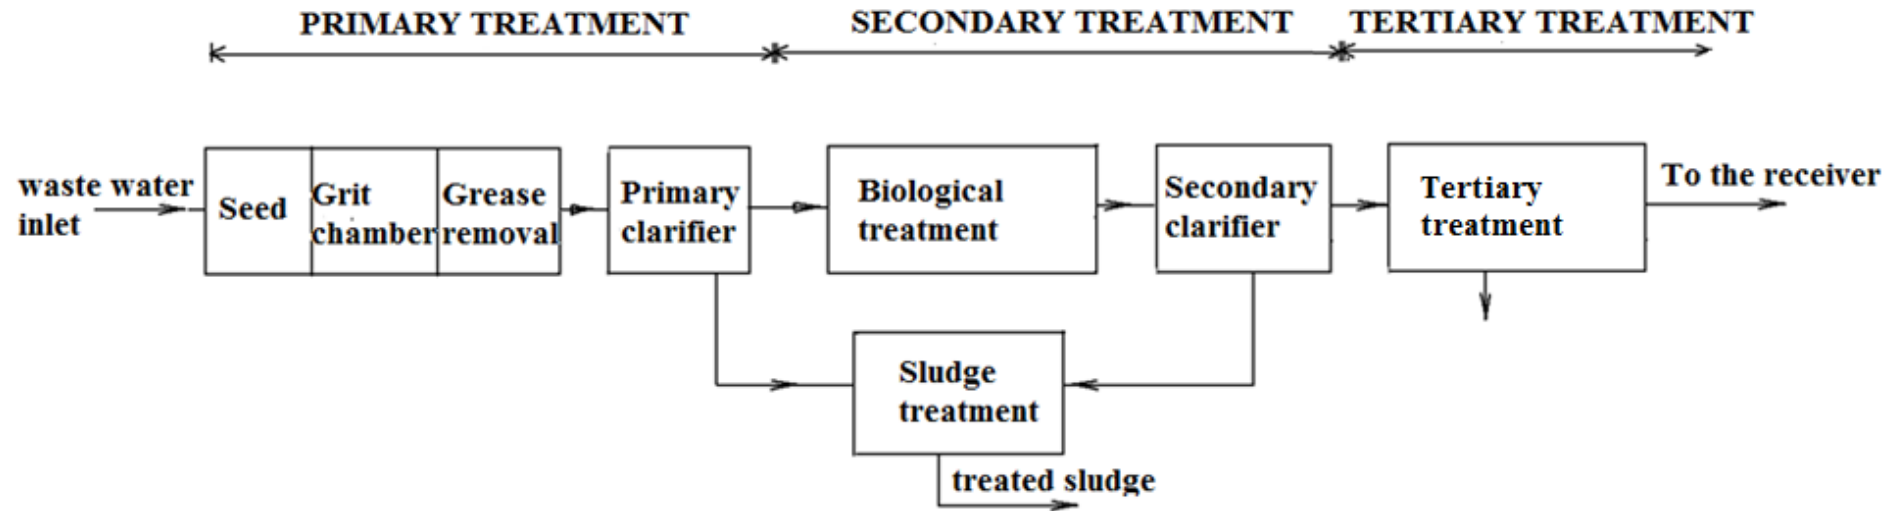 PRIMARY TREATMENT
SECONDARY TREATMENT
TERTIARY TREATMENT
waste water
inlet
Seed
Grit
chamber
Grease
removal
Primary
clarifier
Biological
treatment
Secondary
clarifier
Tertiary
treatment
To the receiver
Sludge
treatment
treated sludge